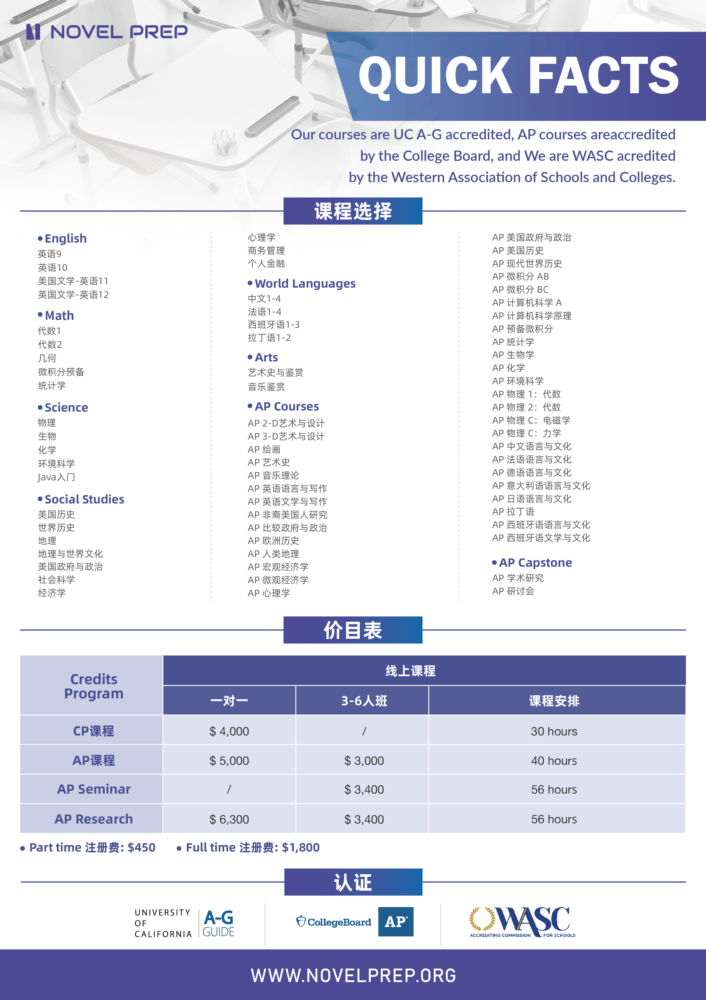 NOVEL PREP
QUICK FACTS
Our courses are UC A-G accredited, AP courses areaccredited
by the College Board, and We are WASC acredited
by the Western Association of Schools and Colleges.
课程选择
• English
英语9
英语10
美国文学-英语11
英国文学-英语12
• Math
代数1
代数2
几何
微积分预备
统计学
• Science
物理
生物
化学
环境科学
Java入门
• Social Studies
美国历史
世界历史
地理
地理与世界文化
美国政府与政治
社会科学
经济学
心理学
商务管理
个人金融
• World Languages
中文1-4
法语1-4
西班牙语1-3
拉丁语1-2
• Arts
艺术史与鉴赏
音乐鉴赏
• AP Courses
AP 2-D艺术与设计
AP 3-D艺术与设计
AP 绘画
AP 艺术史
AP 音乐理论
AP 英语语言与写作
AP 英语文学与写作
AP 非裔美国人研究
AP 比较政府与政治
AP 欧洲历史
AP 人类地理
AP 宏观经济学
AP 微观经济学
AP 心理学
AP 美国政府与政治
AP 美国历史
AP 现代世界历史
AP 微积分 AB
AP 微积分 BC
AP 计算机科学 A
AP 计算机科学原理
AP 预备微积分
AP 统计学
AP 生物学
AP 化学
AP 环境科学
AP 物理 1：代数
AP 物理 2：代数
AP 物理 C：电磁学
AP 物理 C：力学
AP 中文语言与文化
AP 法语语言与文化
AP 德语语言与文化
AP 意大利语语言与文化
AP 日语语言与文化
AP 拉丁语
AP 西班牙语语言与文化
AP 西班牙语文学与文化
• AP Capstone
AP 学术研究
AP 研讨会
价目表
Credits
Program
线上课程
一对一 3-6人班 课程安排
CP课程 $ 4,000 / 30 hours
AP课程 $ 5,000 $ 3,000 40 hours
AP Seminar / $ 3,400 56 hours
AP Research $ 6,300 $ 3,400 56 hours
• Part time 注册费: $450 • Full time 注册费: $1,800
认证
UNIVERSITY
OF
CALIFORNIA
A-G
GUIDE
CollegeBoard AP®
WASC
ACCREDITING COMMISSION FOR SCHOOLS
WWW.NOVELPREP.ORG